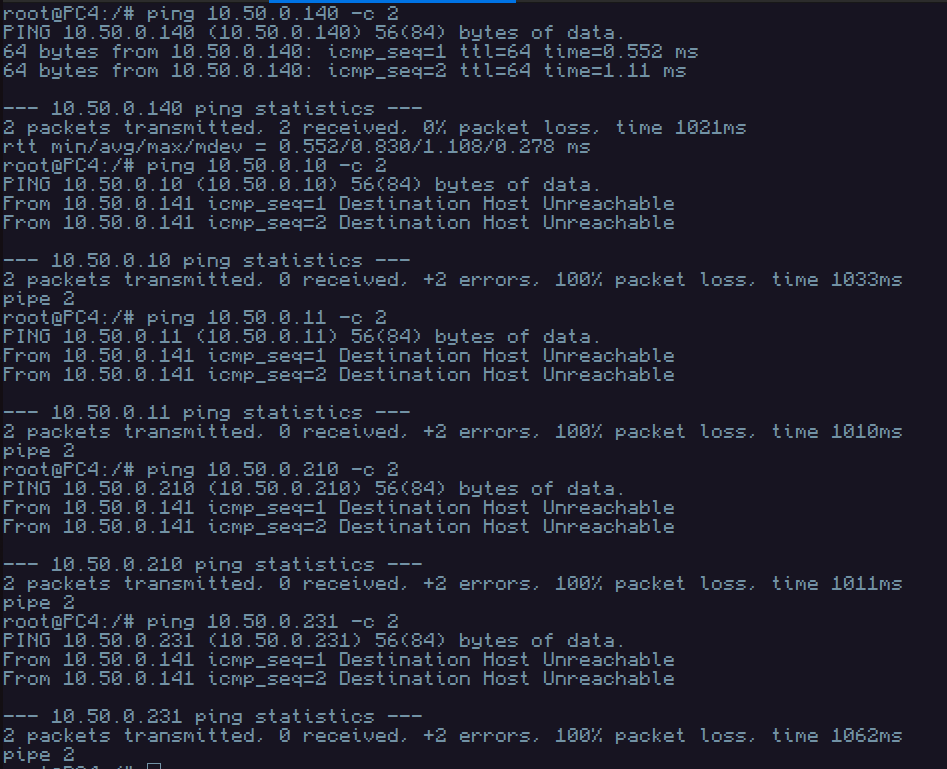 root@PC4:/# ping 10.50.0.140 -c 2
PING 10.50.0.140 (10.50.0.140) 56(84) bytes of data.
64 bytes from 10.50.0.140: icmp_seq=1 ttl=64 time=0.552 ms
64 bytes from 10.50.0.140: icmp_seq=2 ttl=64 time=1.11 ms

--- 10.50.0.140 ping statistics ---
2 packets transmitted, 2 received, 0% packet loss, time 1021ms
rtt min/avg/max/mdev = 0.552/0.830/1.108/0.278 ms
root@PC4:/# ping 10.50.0.10 -c 2
PING 10.50.0.10 (10.50.0.10) 56(84) bytes of data.
From 10.50.0.141 icmp_seq=1 Destination Host Unreachable
From 10.50.0.141 icmp_seq=2 Destination Host Unreachable

--- 10.50.0.10 ping statistics ---
2 packets transmitted, 0 received, +2 errors, 100% packet loss, time 1033ms
pipe 2
root@PC4:/# ping 10.50.0.11 -c 2
PING 10.50.0.11 (10.50.0.11) 56(84) bytes of data.
From 10.50.0.141 icmp_seq=1 Destination Host Unreachable
From 10.50.0.141 icmp_seq=2 Destination Host Unreachable

--- 10.50.0.11 ping statistics ---
2 packets transmitted, 0 received, +2 errors, 100% packet loss, time 1010ms
pipe 2
root@PC4:/# ping 10.50.0.210 -c 2
PING 10.50.0.210 (10.50.0.210) 56(84) bytes of data.
From 10.50.0.141 icmp_seq=1 Destination Host Unreachable
From 10.50.0.141 icmp_seq=2 Destination Host Unreachable

--- 10.50.0.210 ping statistics ---
2 packets transmitted, 0 received, +2 errors, 100% packet loss, time 1011ms
pipe 2
root@PC4:/# ping 10.50.0.231 -c 2
PING 10.50.0.231 (10.50.0.231) 56(84) bytes of data.
From 10.50.0.141 icmp_seq=1 Destination Host Unreachable
From 10.50.0.141 icmp_seq=2 Destination Host Unreachable

--- 10.50.0.231 ping statistics ---
2 packets transmitted, 0 received, +2 errors, 100% packet loss, time 1062ms
pipe 2
root@PC4:/#